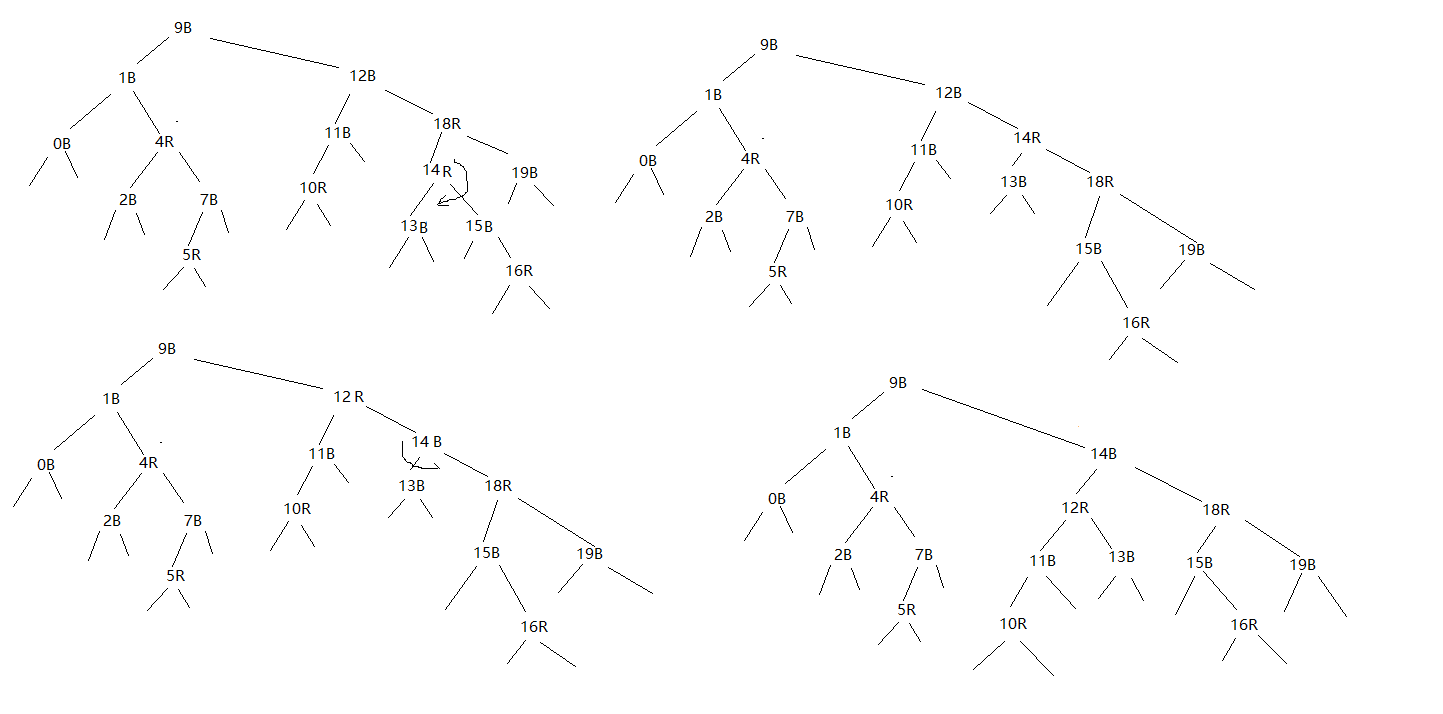 9B
1B 12B
0B 4R 11B 18R
2B 7B 10R 14 R 19B
5R 13B 15B
16R
9B
1B 12B
0B 4R 11B 14R
2B 7B 10R 13B 18R
5R 15B 19B
16R
9B
1B 12 R
0B 4R 11B 14 B
2B 7B 10R 13B 18R
5R 15B 19B
16R
9B
1B 14B
0B 4R 12R 18R
2B 7B 11B 13B 15B 19B
5R 10R 16R